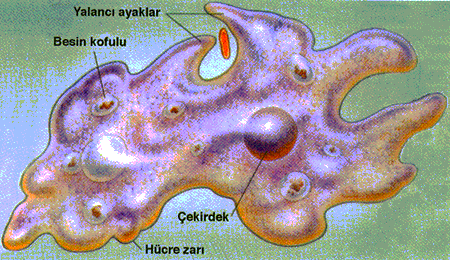 Yalancı ayaklar
Besin kofulu
Çekirdek
Hücre zarı